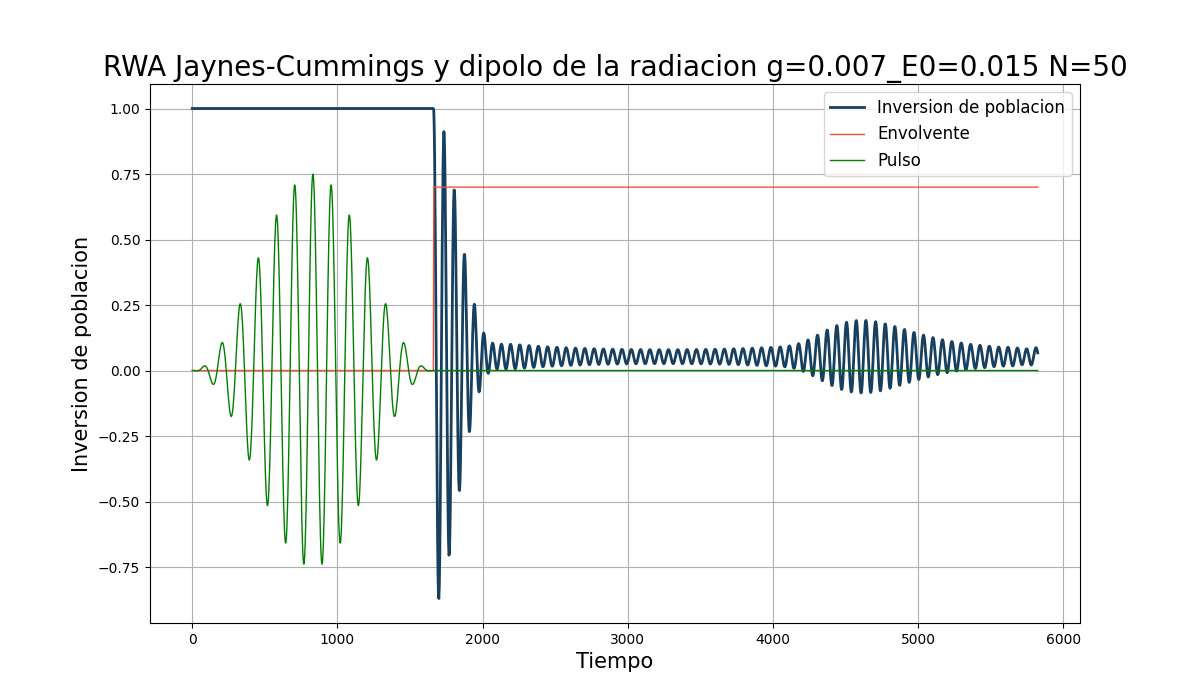 RWA Jaynes-Cummings y dipolo de la radiacion g=0.007_E0=0.015 N=50
Inversion de poblacion
Envolvente
Pulso
1.00
0.75
0.50
0.25
0.00
−0.25
−0.50
−0.75
Inversion de poblacion
0 1000 2000 3000 4000 5000 6000
Tiempo